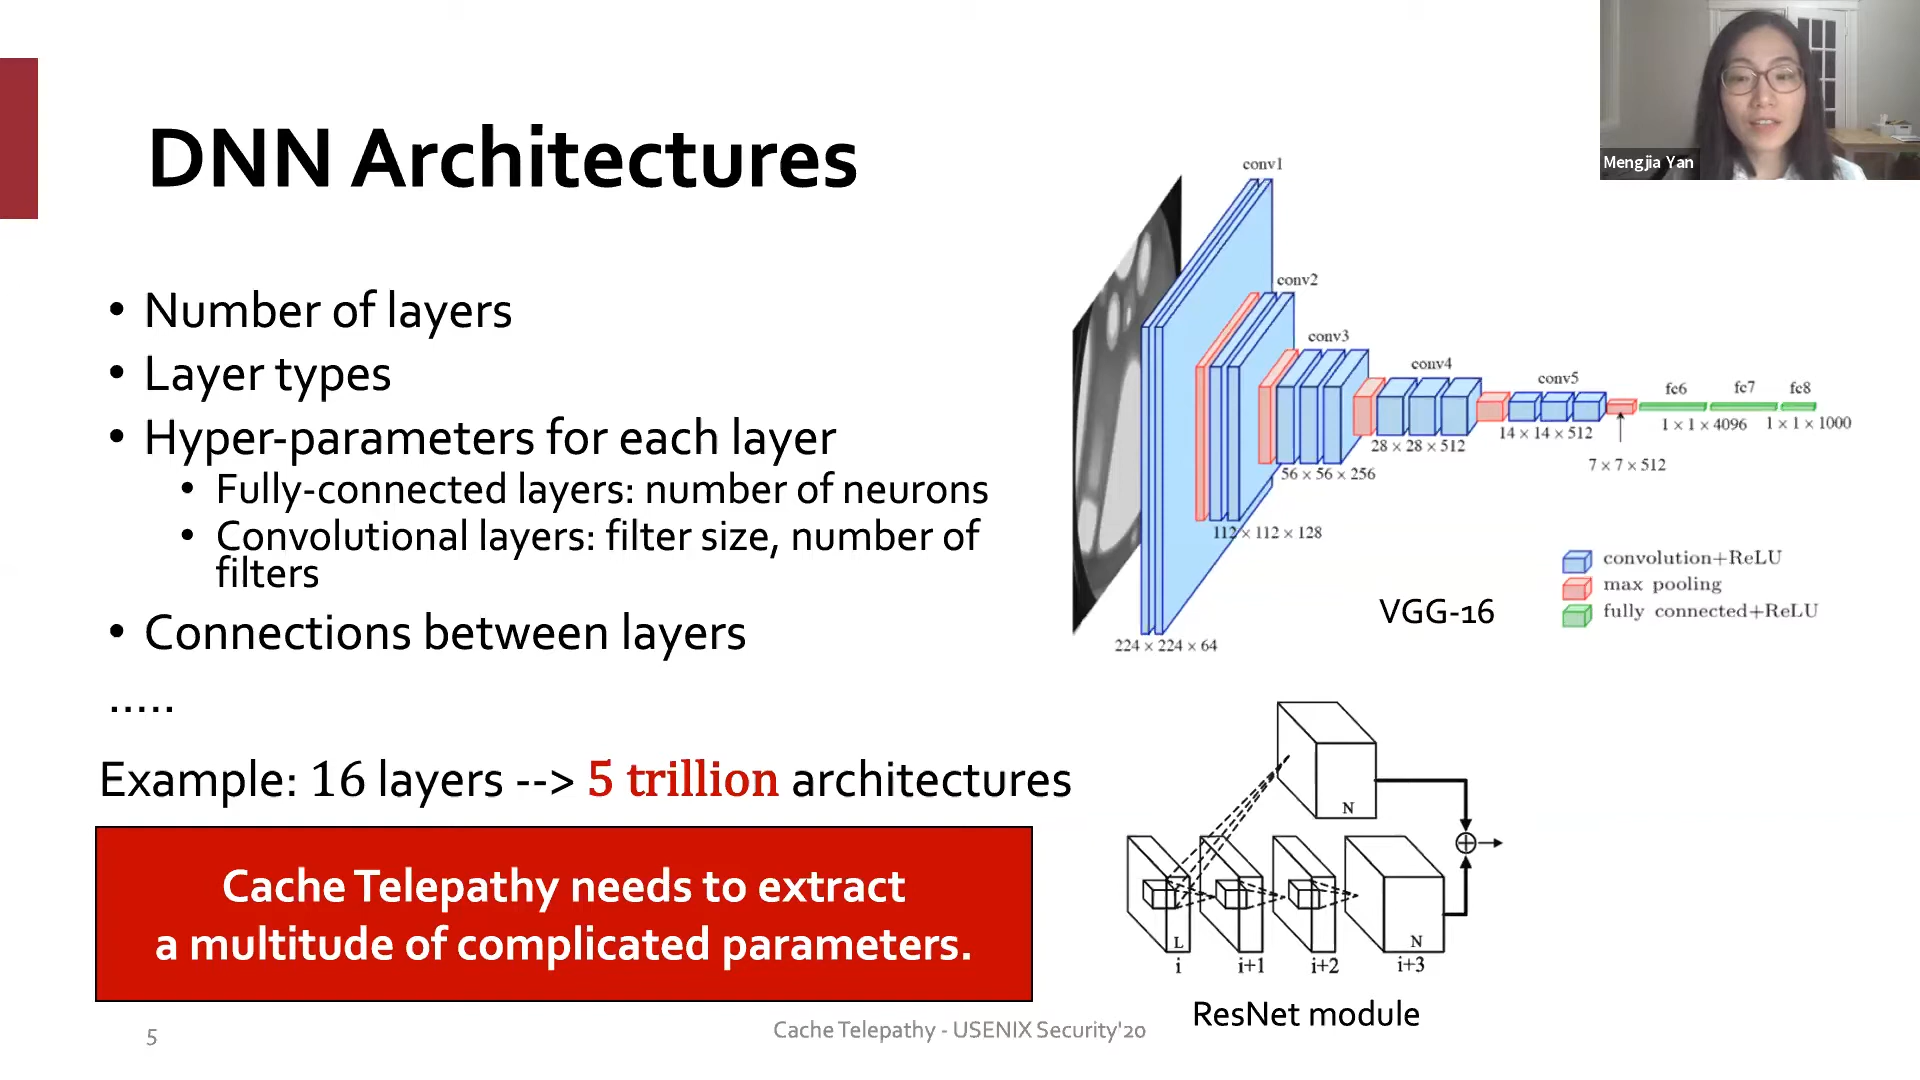 Mengjia Yan
DNN Architectures
• Number of layers
• Layer types
• Hyper-parameters for each layer
• Fully-connected layers: number of neurons
• Convolutional layers: filter size, number of
filters
• Connections between layers
.....
Example: 16 layers --> 5 trillion architectures
Cache Telepathy needs to extract
a multitude of complicated parameters.
conv1
conv2
conv3
conv4
conv5
fc6
fc7
fc8
1 × 1 × 4096
1 × 1 × 1000
14 × 14 × 512
28 × 28 × 512
7 × 7 × 512
56 × 56 × 256
112 × 112 × 128
224 × 224 × 64
convolution+ReLU
max pooling
fully connected+ReLU
VGG-16
N
L
N
i
i+1
i+2
i+3
ResNet module
5
Cache Telepathy - USENIX Security'20